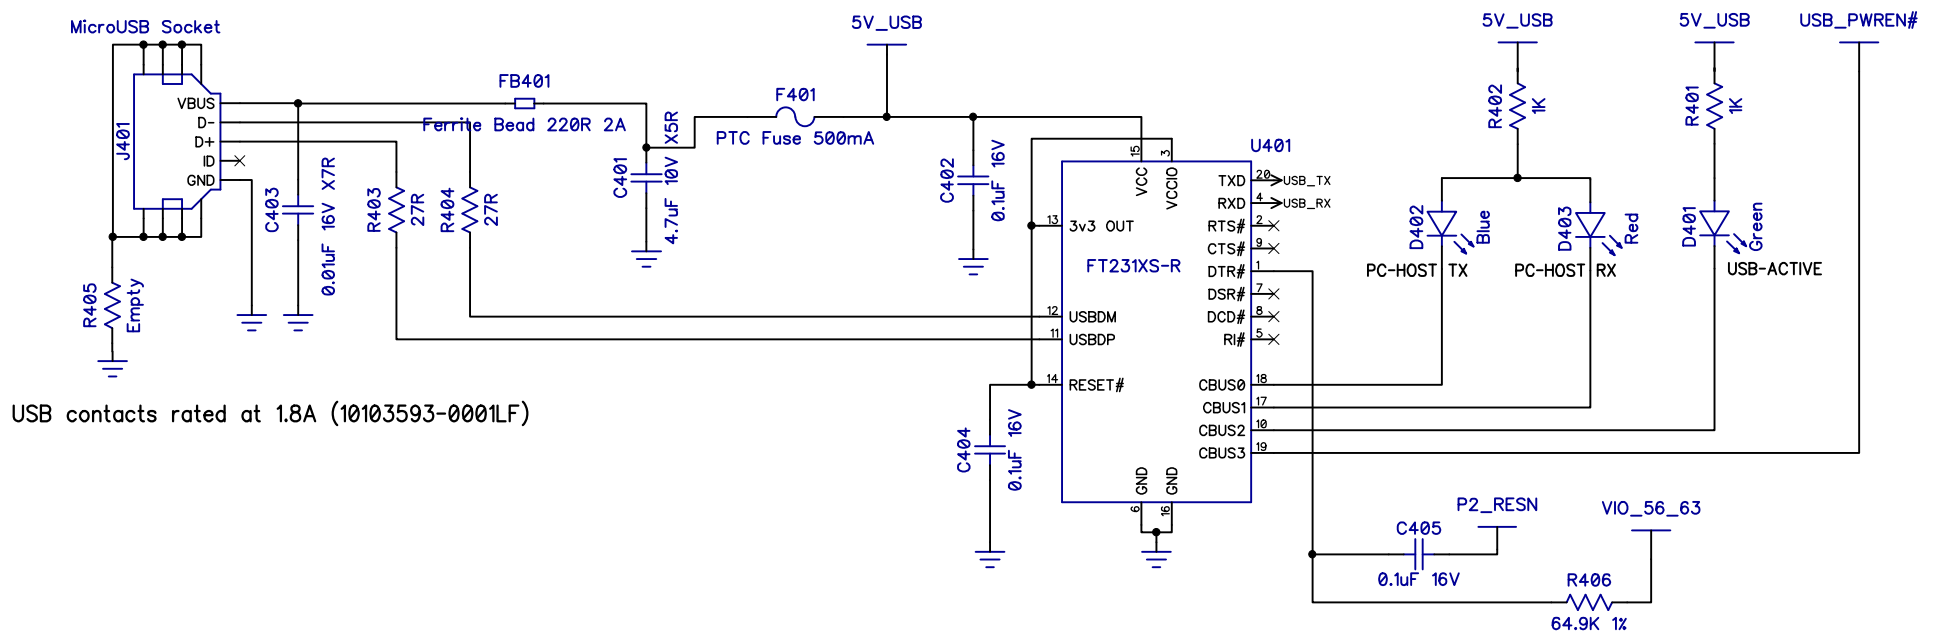 MicroUSB Socket
J401
VBUS
D-
D+
ID
GND
R405
Empty
C403
0.01uF 16V X7R
FB401
Ferrite Bead 220R 2A
R403
27R
R404
27R
C401
4.7uF 10V X5R
F401
PTC Fuse 500mA
5V_USB
C402
0.1uF 16V
U401
FT231XS-R
15
VCC
3
VCCIO
13
3v3 OUT
12
USBDM
11
USBDP
14
RESET#
6
GND
16
GND
TXD
20
USB_TX
RXD
4
USB_RX
RTS#
2
CTS#
9
DTR#
1
DSR#
7
DCD#
8
RI#
5
CBUS0
18
CBUS1
17
CBUS2
10
CBUS3
19
C404
0.1uF 16V
5V_USB
R402
1K
D402
Blue
PC-HOST TX
D403
Red
PC-HOST RX
5V_USB
R401
1K
D401
Green
USB-ACTIVE
USB_PWREN#
P2_RESN
C405
0.1uF 16V
VIO_56_63
R406
64.9K 1%
USB contacts rated at 1.8A (10103593-0001LF)